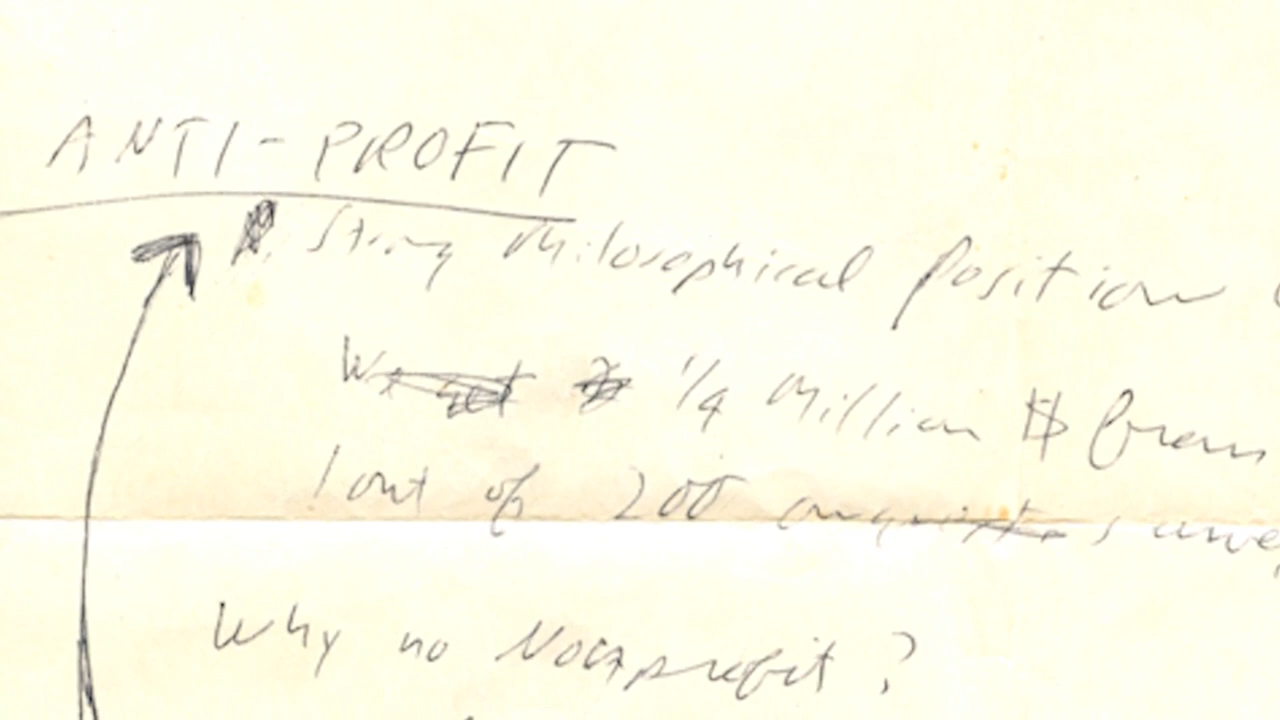 ANTI-PROFIT
Strong Philosophical Position
1/4 Million $ from
1 out of 200
Why no Nonprofit?